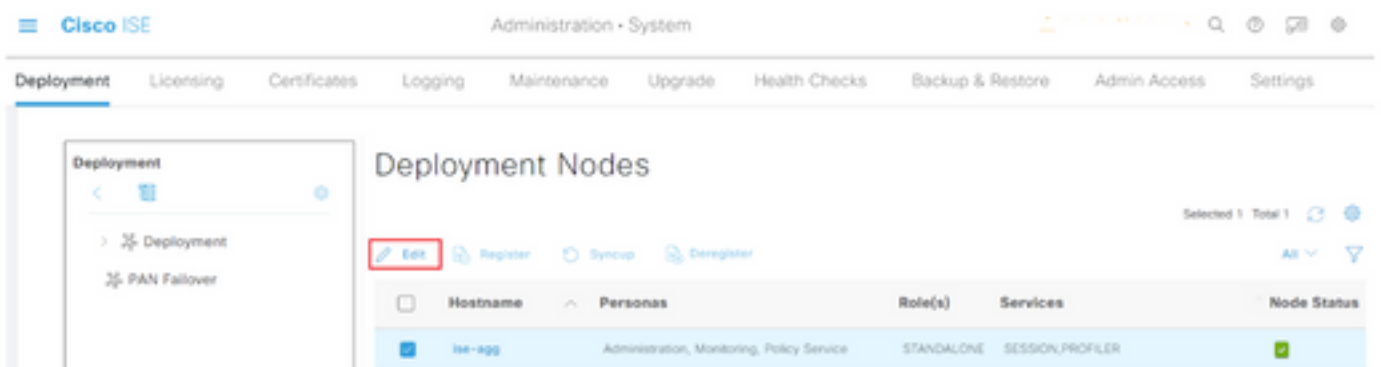 Cisco ISE
Administration • System
Deployment Licensing Certificates Logging Maintenance Upgrade Health Checks Backup & Restore Admin Access Settings
Deployment
Deployment
PAN Failover
Deployment Nodes
Selected 1 Total 1
Edit Register Syncup Deregister All
Hostname Personas Role(s) Services Node Status
ise-agg Administration, Monitoring, Policy Service STANDALONE SESSION,PROFILER